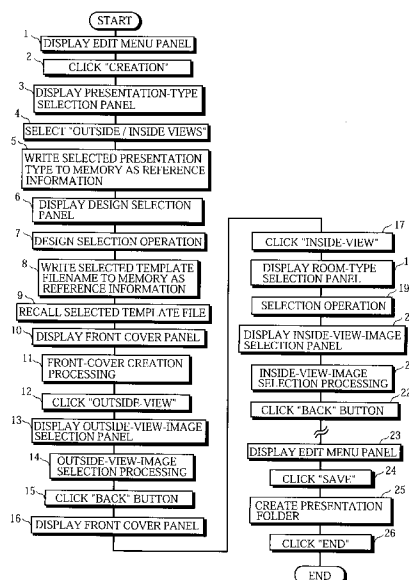 START
1
DISPLAY EDIT MENU PANEL
2
CLICK "CREATION"
3
DISPLAY PRESENTATION-TYPE
SELECTION PANEL
4
SELECT "OUTSIDE / INSIDE VIEWS"
5
WRITE SELECTED PRESENTATION
TYPE TO MEMORY AS REFERENCE
INFORMATION
6
DISPLAY DESIGN SELECTION
PANEL
7
DESIGN SELECTION OPERATION
8
WRITE SELECTED TEMPLATE
FILENAME TO MEMORY AS
REFERENCE INFORMATION
9
RECALL SELECTED TEMPLATE FILE
10
DISPLAY FRONT COVER PANEL
11
FRONT-COVER CREATION
PROCESSING
12
CLICK "OUTSIDE-VIEW"
13
DISPLAY OUTSIDE-VIEW-IMAGE
SELECTION PANEL
14
OUTSIDE-VIEW-IMAGE
SELECTION PROCESSING
15
CLICK "BACK" BUTTON
16
DISPLAY FRONT COVER PANEL
17
CLICK "INSIDE-VIEW"
DISPLAY ROOM-TYPE
SELECTION PANEL
19
SELECTION OPERATION
DISPLAY INSIDE-VIEW-IMAGE
SELECTION PANEL
INSIDE-VIEW-IMAGE
SELECTION PROCESSING
22
CLICK "BACK" BUTTON
23
DISPLAY EDIT MENU PANEL
24
CLICK "SAVE"
25
CREATE PRESENTATION
FOLDER
26
CLICK "END"
END